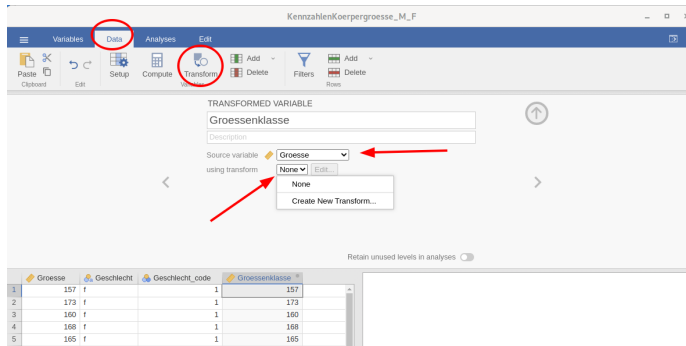 KennzahlenKoerpergroesse_M_F
Variables Data Analyses Edit
Paste Setup Compute Transform Add Delete Filters Add Delete
Clipboard Edit Variables Rows
TRANSFORMED VARIABLE
Groessenklasse
Description
Source variable Groesse
using transform None Edit...
None
Create New Transform...
Retain unused levels in analyses
Groesse Geschlecht Geschlecht_code Groessenklasse
1 157 f 1 157
2 173 f 1 173
3 160 f 1 160
4 168 f 1 168
5 165 f 1 165